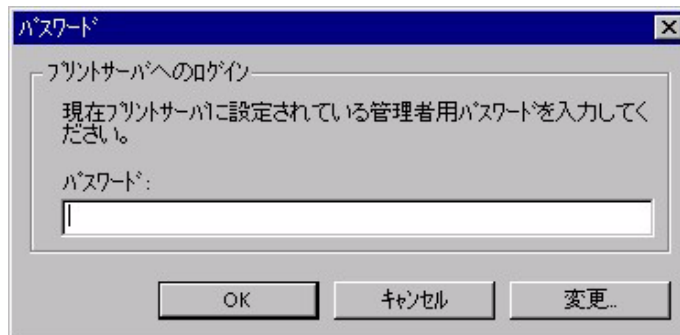 ﾊﾟｽﾜｰﾄﾞ
ﾌﾟﾘﾝﾄｻｰﾊﾞへのﾛｸﾞｲﾝ
現在ﾌﾟﾘﾝﾄｻｰﾊﾞに設定されている管理者用ﾊﾟｽﾜｰﾄﾞを入力してく
ださい。
ﾊﾟｽﾜｰﾄﾞ:
OK ｷｬﾝｾﾙ 変更...